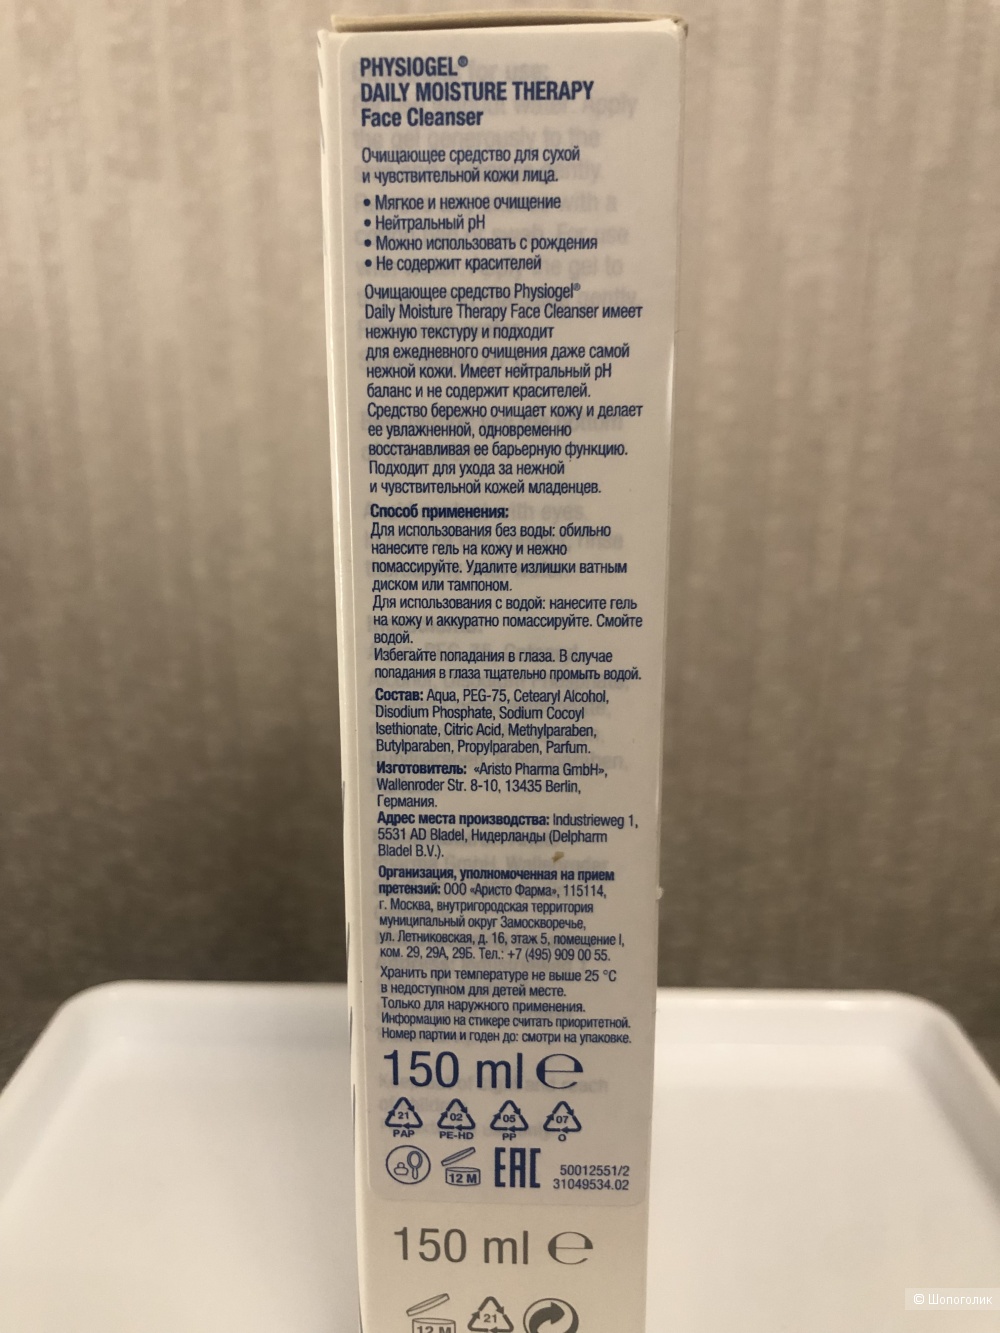 PHYSIOGEL®
DAILY MOISTURE THERAPY
Face Cleanser
Очищающее средство для сухой
и чувствительной кожи лица.
• Мягкое и нежное очищение
• Нейтральный pH
• Можно использовать с рождения
• Не содержит красителей
Очищающее средство Physiogel®
Daily Moisture Therapy Face Cleanser имеет
нежную текстуру и подходит
для ежедневного очищения даже самой
нежной кожи. Имеет нейтральный pH
баланс и не содержит красителей.
Средство бережно очищает кожу и делает
ее увлажненной, одновременно
восстанавливая ее барьерную функцию.
Подходит для ухода за нежной
и чувствительной кожей младенцев.
Способ применения:
Для использования без воды: обильно
нанесите гель на кожу и нежно
помассируйте. Удалите излишки ватным
диском или тампоном.
Для использования с водой: нанесите гель
на кожу и аккуратно помассируйте. Смойте
водой.
Избегайте попадания в глаза. В случае
попадания в глаза тщательно промыть водой.
Состав: Aqua, PEG-75, Cetearyl Alcohol,
Disodium Phosphate, Sodium Cocoyl
Isethionate, Citric Acid, Methylparaben,
Butylparaben, Propylparaben, Parfum.
Изготовитель: «Aristo Pharma GmbH»,
Wallenroder Str. 8-10, 13435 Berlin,
Германия.
Адрес места производства: Industrieweg 1,
5531 AD Bladel, Нидерланды (Delpharm
Bladel B.V.).
Организация, уполномоченная на прием
претензий: ООО «Аристо Фарма», 115114,
г. Москва, внутригородская территория
муниципальный округ Замоскворечье,
ул. Летниковская, д. 16, этаж 5, помещение I,
ком. 29, 29А, 29Б. Тел.: +7 (495) 909 00 55.
Хранить при температуре не выше 25 °C
в недоступном для детей месте.
Только для наружного применения.
Информацию на стикере считать приоритетной.
Номер партии и годен до: смотри на упаковке.
150 ml ℮
21 02 05 07
PAP PE-HD PP O
12 M EAC 50012551/2
31049534.02
150 ml ℮
12 M 21
© Шопоголик